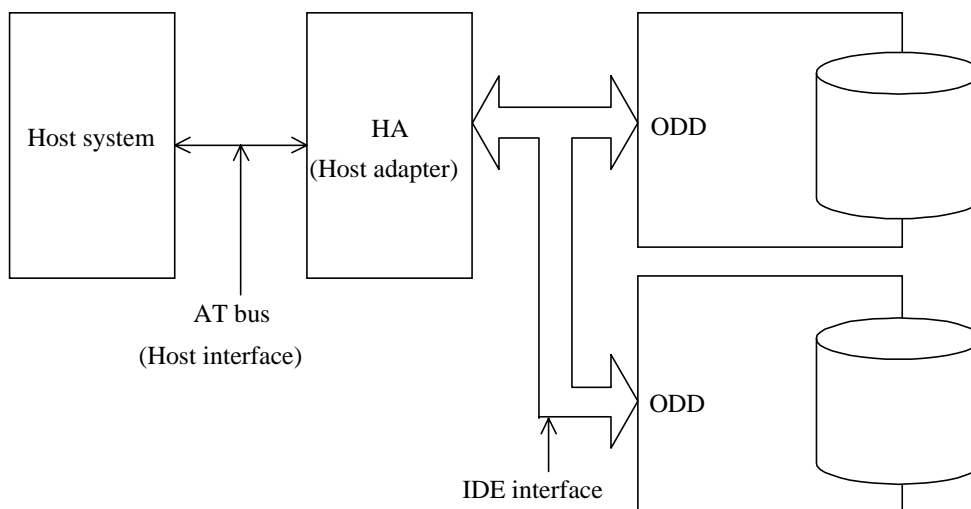 Host system
HA
(Host adapter)
ODD
AT bus
(Host interface)
ODD
IDE interface